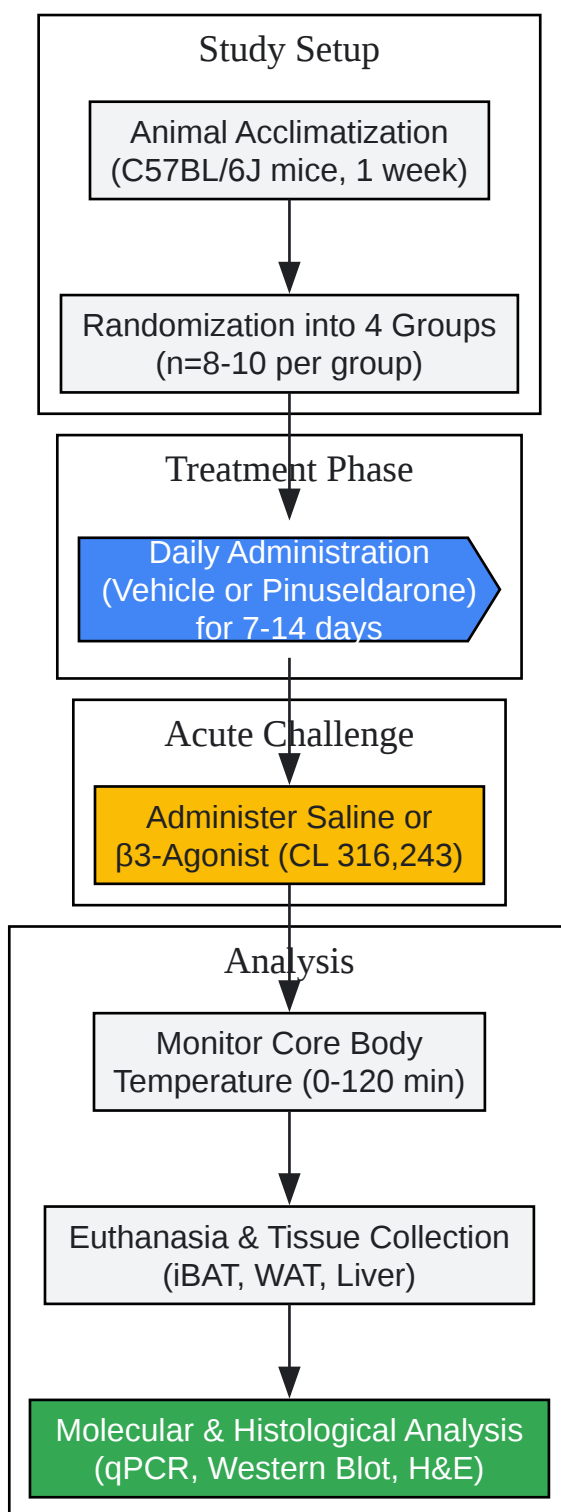 Study Setup
Animal Acclimatization
(C57BL/6J mice, 1 week)
Randomization into 4 Groups
(n=8-10 per group)
Treatment Phase
Daily Administration
(Vehicle or Pinuseldarone)
for 7-14 days
Acute Challenge
Administer Saline or
β3-Agonist (CL 316,243)
Analysis
Monitor Core Body
Temperature (0-120 min)
Euthanasia & Tissue Collection
(iBAT, WAT, Liver)
Molecular & Histological Analysis
(qPCR, Western Blot, H&E)